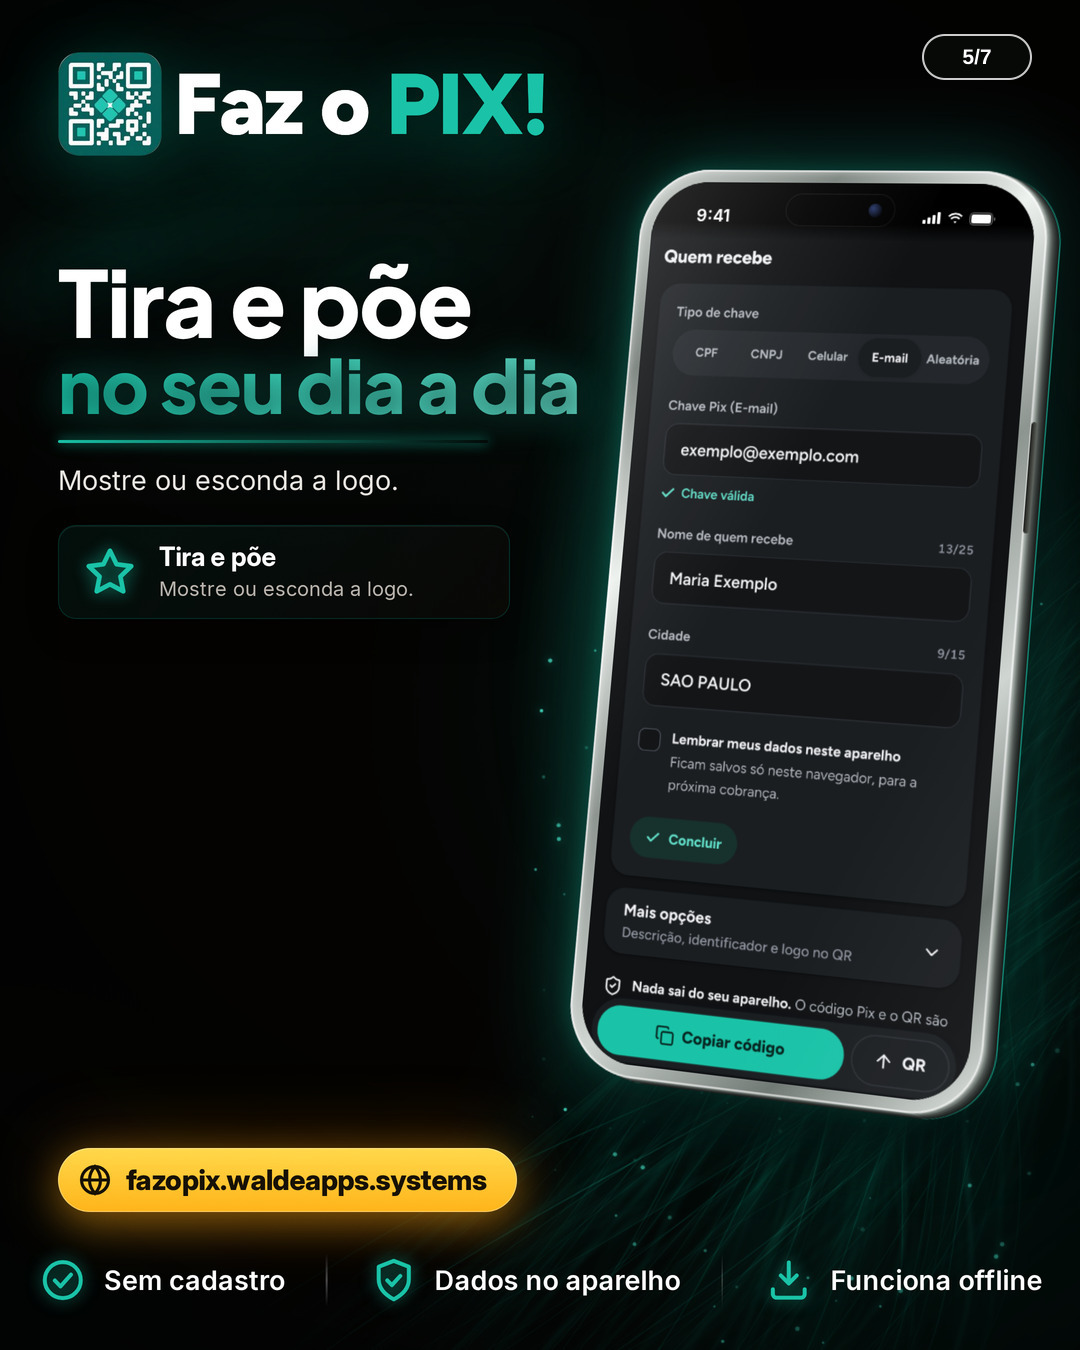 Faz o PIX!
5/7
Tira e põe
no seu dia a dia
Mostre ou esconda a logo.
Tira e põe
Mostre ou esconda a logo.
9:41
Quem recebe
Tipo de chave
CPF CNPJ Celular E-mail Aleatória
Chave Pix (E-mail)
exemplo@exemplo.com
Chave válida
Nome de quem recebe 13/25
Maria Exemplo
Cidade 9/15
SAO PAULO
Lembrar meus dados neste aparelho
Ficam salvos só neste navegador, para a
próxima cobrança.
Concluir
Mais opções
Descrição, identificador e logo no QR
Nada sai do seu aparelho. O código Pix e o QR são
Copiar código QR
fazopix.waldeapps.systems
Sem cadastro Dados no aparelho Funciona offline